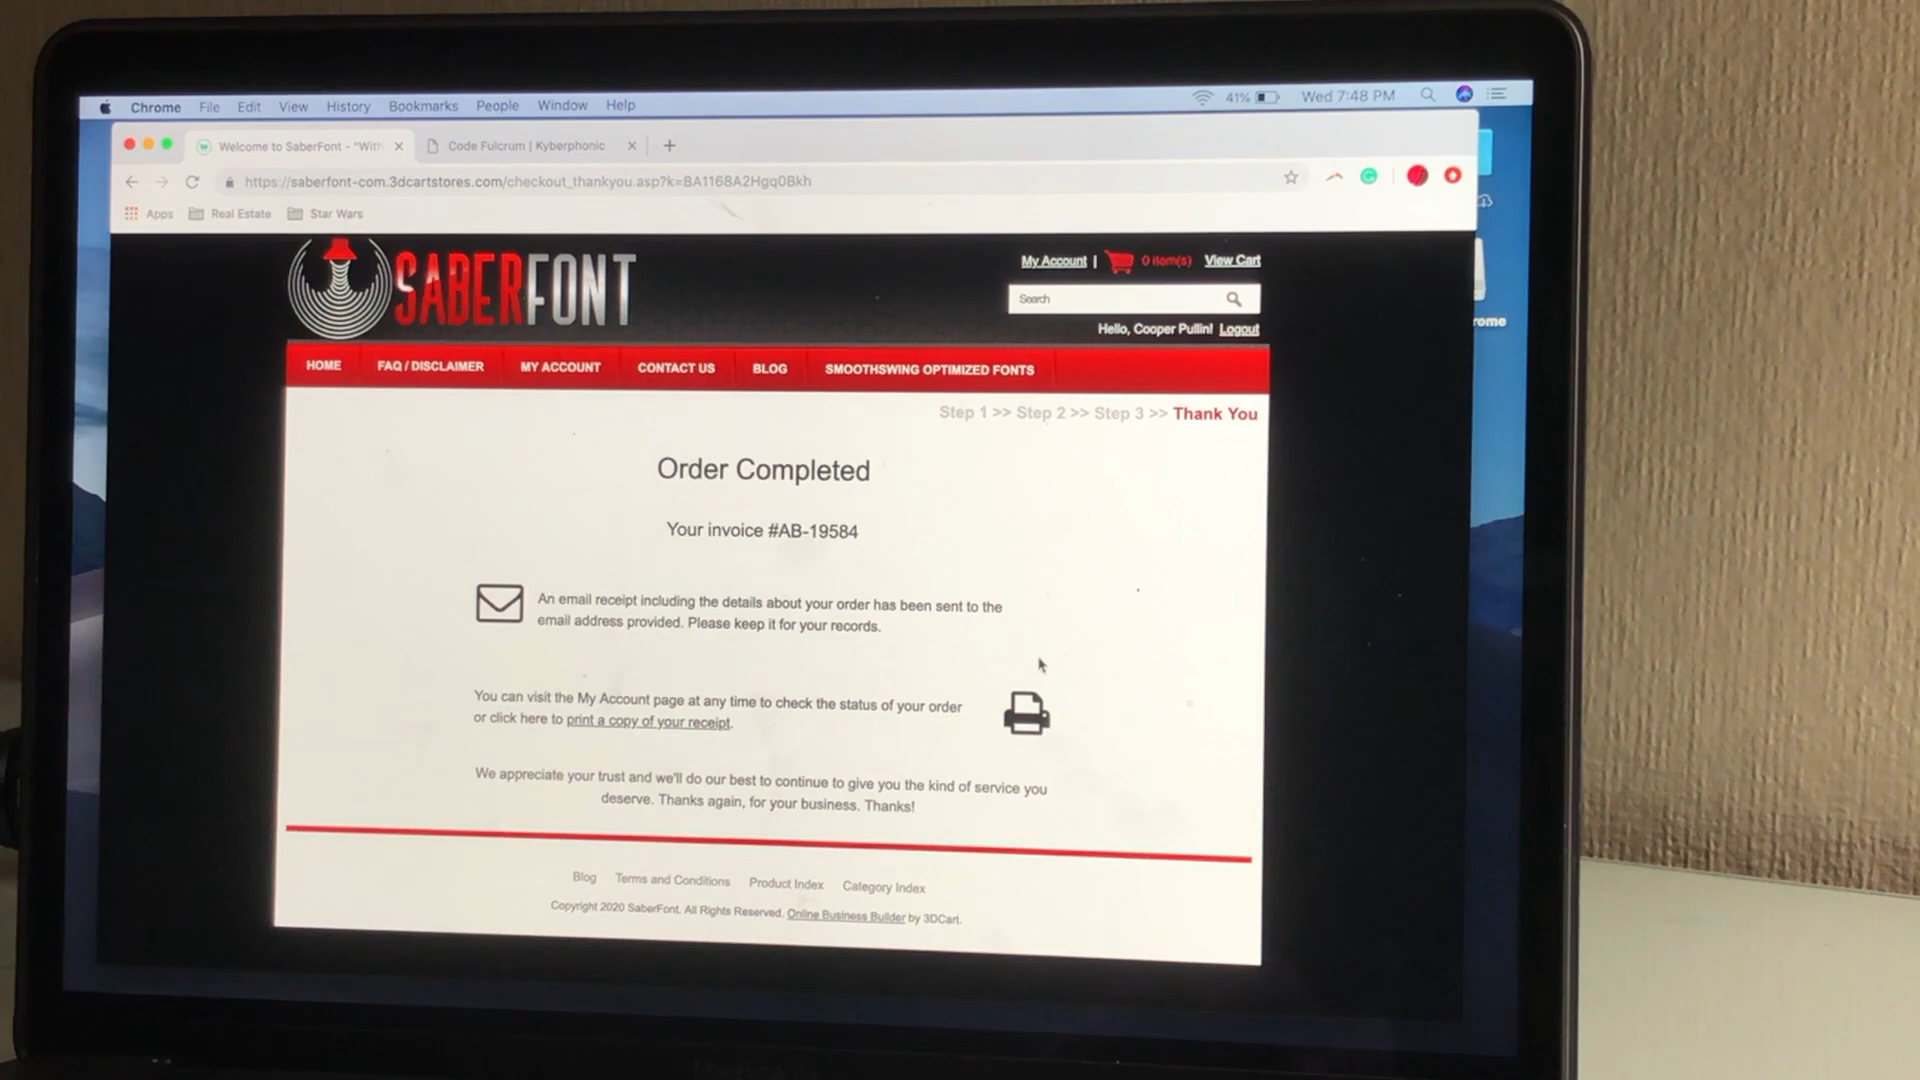 Chrome File Edit View History Bookmarks People Window Help 41% Wed 7:48 PM
Welcome to SaberFont - "With Code Fulcrum | Kyberphonic
https://saberfont-com.3dcartstores.com/checkout_thankyou.asp?k=BA1168A2Hgq0Bkh
Apps Real Estate Star Wars
SABERFONT
My Account | 0 item(s) View Cart
Search
Hello, Cooper Pullin! Logout
rome
HOME FAQ / DISCLAIMER MY ACCOUNT CONTACT US BLOG SMOOTHSWING OPTIMIZED FONTS
Step 1 >> Step 2 >> Step 3 >> Thank You
Order Completed
Your invoice #AB-19584
An email receipt including the details about your order has been sent to the
email address provided. Please keep it for your records.
You can visit the My Account page at any time to check the status of your order
or click here to print a copy of your receipt.
We appreciate your trust and we'll do our best to continue to give you the kind of service you
deserve. Thanks again, for your business. Thanks!
Blog Terms and Conditions Product Index Category Index
Copyright 2020 SaberFont. All Rights Reserved. Online Business Builder by 3DCart.